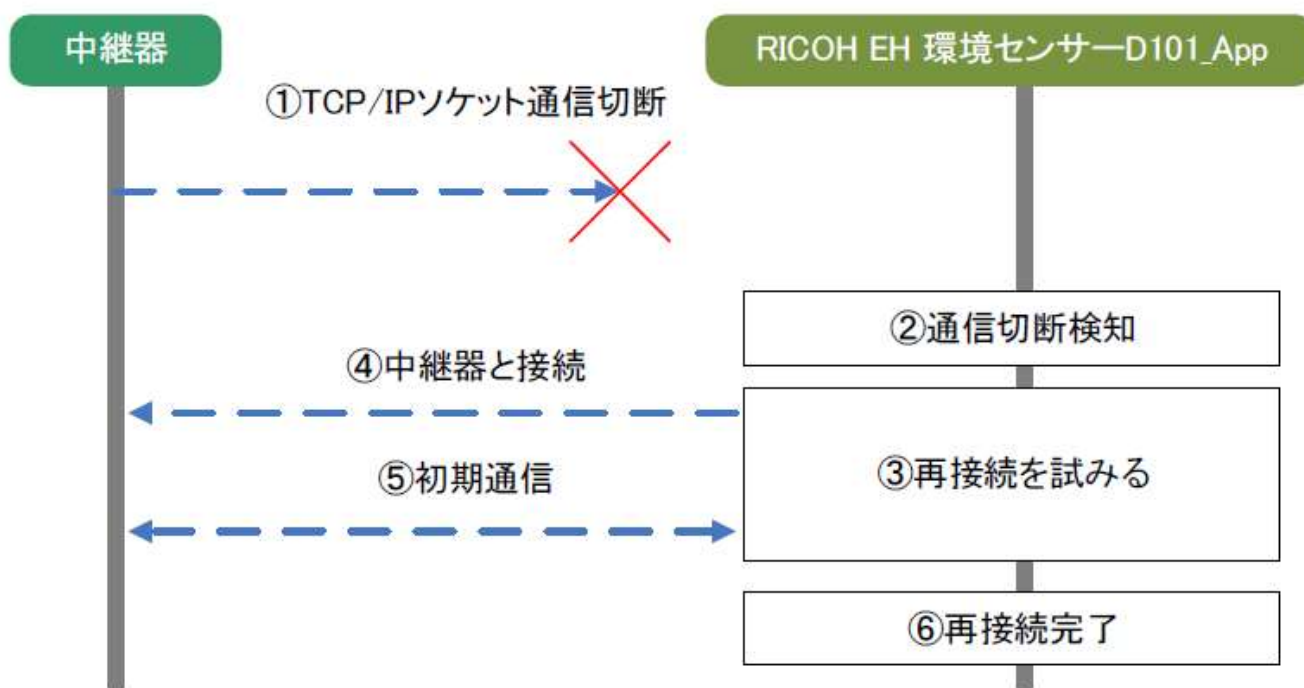 中継器
RICOH EH 環境センサーD101_App
①TCP/IPソケット通信切断
②通信切断検知
④中継器と接続
③再接続を試みる
⑤初期通信
⑥再接続完了